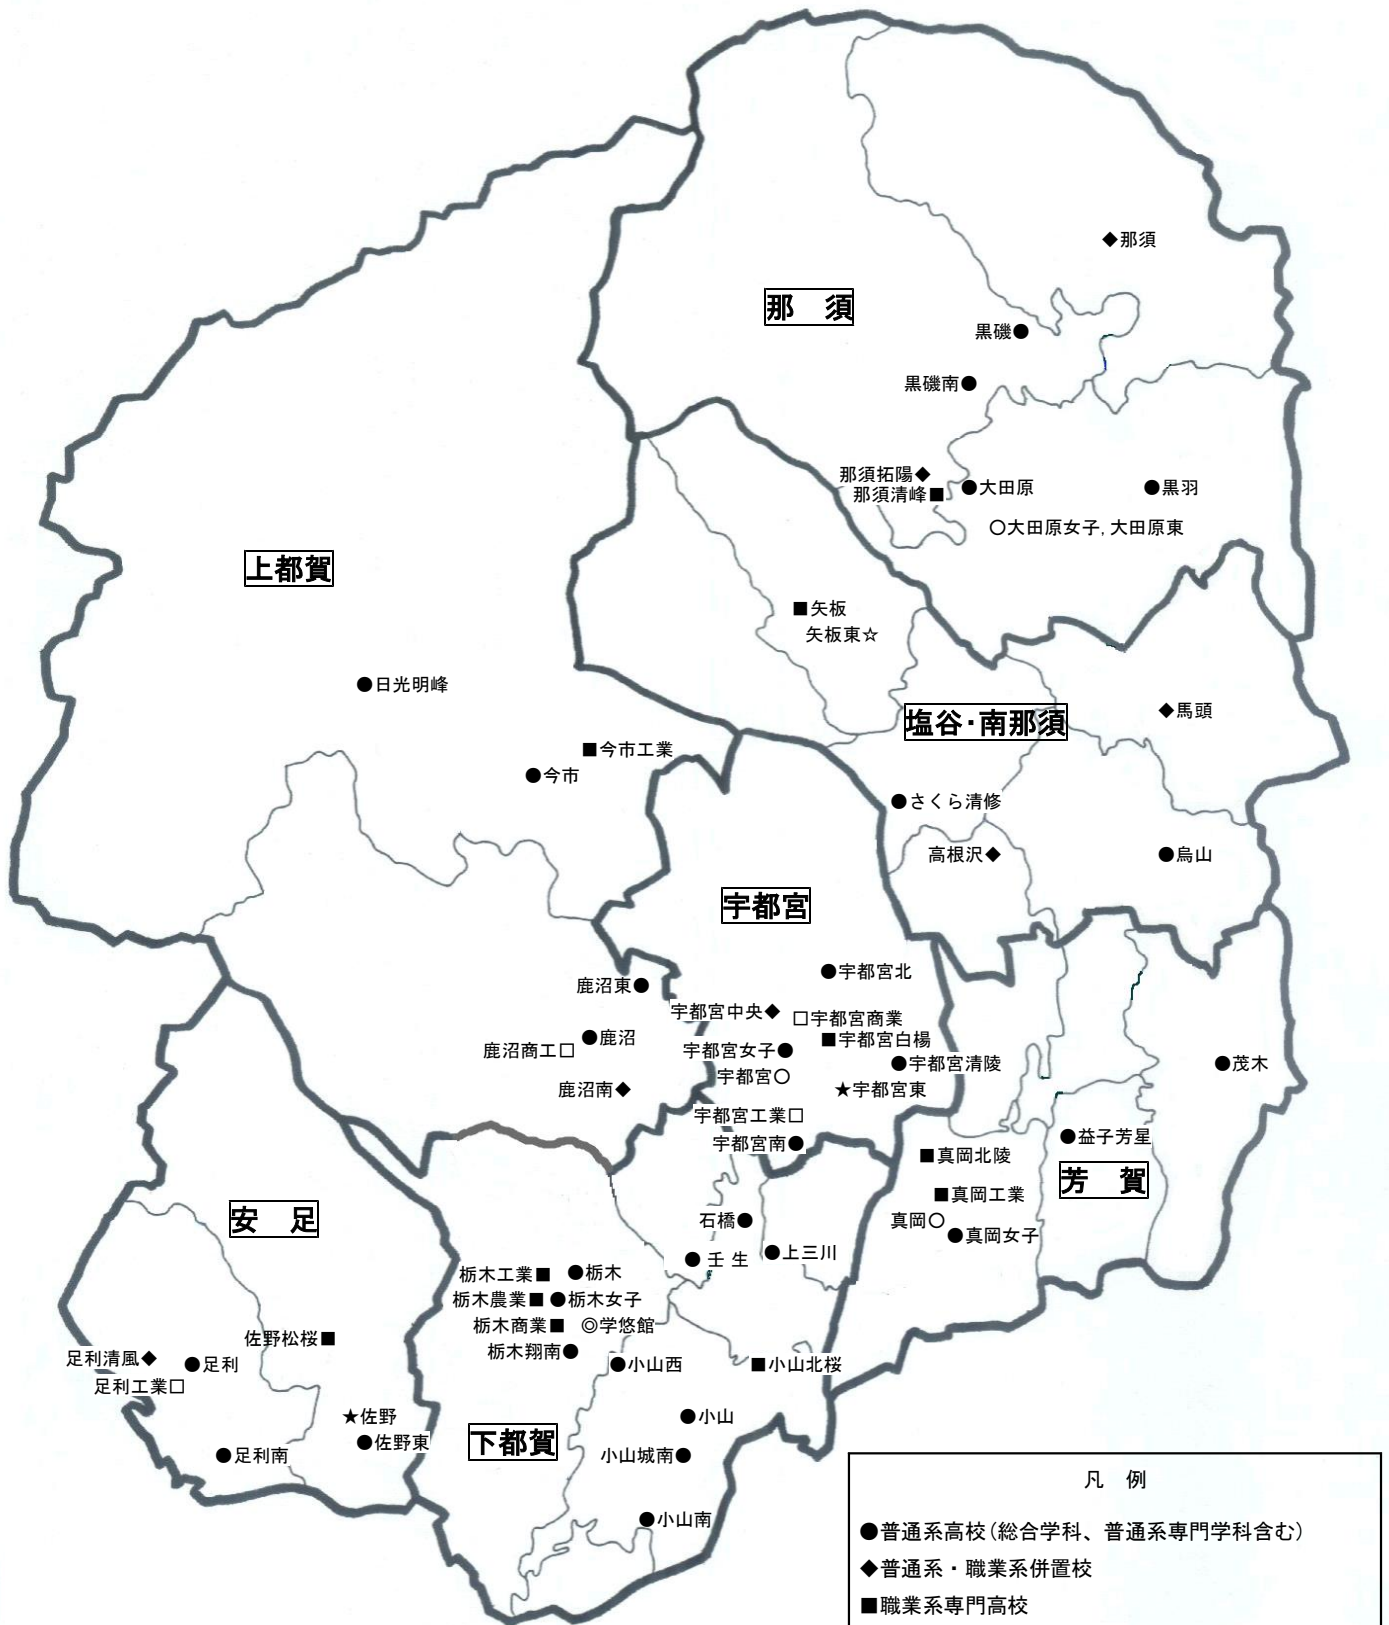 ◆那須
那 須
黒磯●
黒磯南●
那須拓陽◆
那須清峰■
●大田原
●黒羽
○大田原女子,大田原東
上都賀
■矢板
矢板東☆
●日光明峰
塩谷・南那須
◆馬頭
■今市工業
●今市
●さくら清修
高根沢◆
●烏山
宇都宮
●宇都宮北
鹿沼東●
宇都宮中央◆
□宇都宮商業
●鹿沼
鹿沼商工□
■宇都宮白楊
宇都宮女子●
●宇都宮清陵
●茂木
宇都宮○
鹿沼南◆
★宇都宮東
宇都宮工業□
宇都宮南●
●益子芳星
■真岡北陵
芳 賀
■真岡工業
真岡○
●真岡女子
安 足
石橋●
●壬生
●上三川
栃木工業■
●栃木
栃木農業■
●栃木女子
栃木商業■
◎学悠館
栃木翔南●
佐野松桜■
足利清風◆
●足利
足利工業□
●小山西
■小山北桜
★佐野
●佐野東
●足利南
下都賀
●小山
小山城南●
●小山南
凡 例
●普通系高校(総合学科、普通系専門学科含む)
◆普通系・職業系併置校
■職業系専門高校